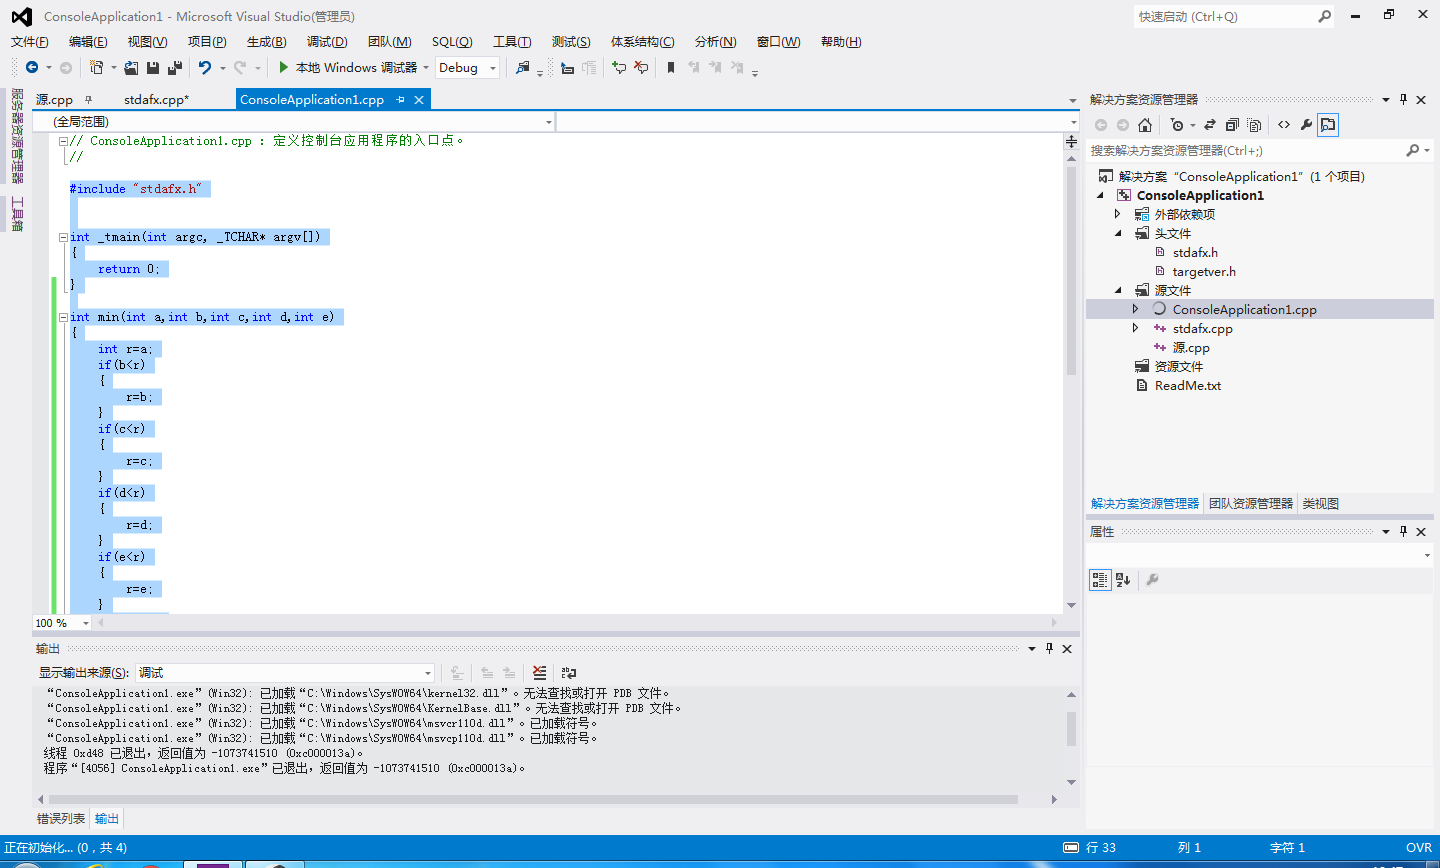 ConsoleApplication1 - Microsoft Visual Studio(管理员)
快速启动 (Ctrl+Q)
文件(F) 编辑(E) 视图(V) 项目(P) 生成(B) 调试(D) 团队(M) SQL(Q) 工具(T) 测试(S) 体系结构(C) 分析(N) 窗口(W) 帮助(H)
本地 Windows 调试器 Debug
服务器资源管理器
工具箱
源.cpp stdafx.cpp* ConsoleApplication1.cpp
(全局范围)
// ConsoleApplication1.cpp : 定义控制台应用程序的入口点。
//
#include "stdafx.h"
int _tmain(int argc, _TCHAR* argv[])
{
return 0;
}
int min(int a,int b,int c,int d,int e)
{
int r=a;
if(b<r)
{
r=b;
}
if(c<r)
{
r=c;
}
if(d<r)
{
r=d;
}
if(e<r)
{
r=e;
}
100 %
输出
显示输出来源(S): 调试
“ConsoleApplication1.exe”(Win32): 已加载“C:\Windows\SysWOW64\kernel32.dll”。无法查找或打开 PDB 文件。
“ConsoleApplication1.exe”(Win32): 已加载“C:\Windows\SysWOW64\KernelBase.dll”。无法查找或打开 PDB 文件。
“ConsoleApplication1.exe”(Win32): 已加载“C:\Windows\SysWOW64\msvcr110d.dll”。已加载符号。
“ConsoleApplication1.exe”(Win32): 已加载“C:\Windows\SysWOW64\msvcp110d.dll”。已加载符号。
线程 0xd48 已退出，返回值为 -1073741510 (0xc000013a)。
程序“[4056] ConsoleApplication1.exe”已退出，返回值为 -1073741510 (0xc000013a)。
错误列表 输出
解决方案资源管理器
搜索解决方案资源管理器(Ctrl+;)
解决方案“ConsoleApplication1”(1 个项目)
ConsoleApplication1
外部依赖项
头文件
stdafx.h
targetver.h
源文件
ConsoleApplication1.cpp
stdafx.cpp
源.cpp
资源文件
ReadMe.txt
解决方案资源管理器 团队资源管理器 类视图
属性
正在初始化... (0，共 4) 行 33 列 1 字符 1 OVR